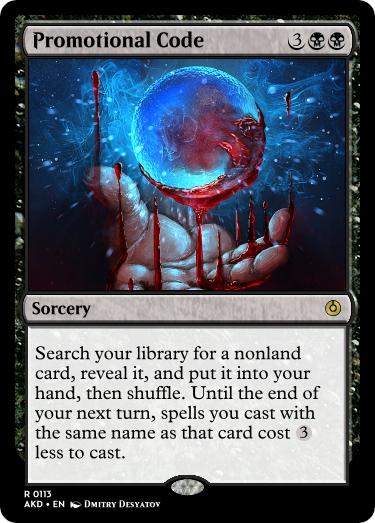 Promotional Code 3
Sorcery
Search your library for a nonland
card, reveal it, and put it into your
hand, then shuffle. Until the end of
your next turn, spells you cast with
the same name as that card cost 3
less to cast.
R 0113
AKD • EN Dmitry Desyatov